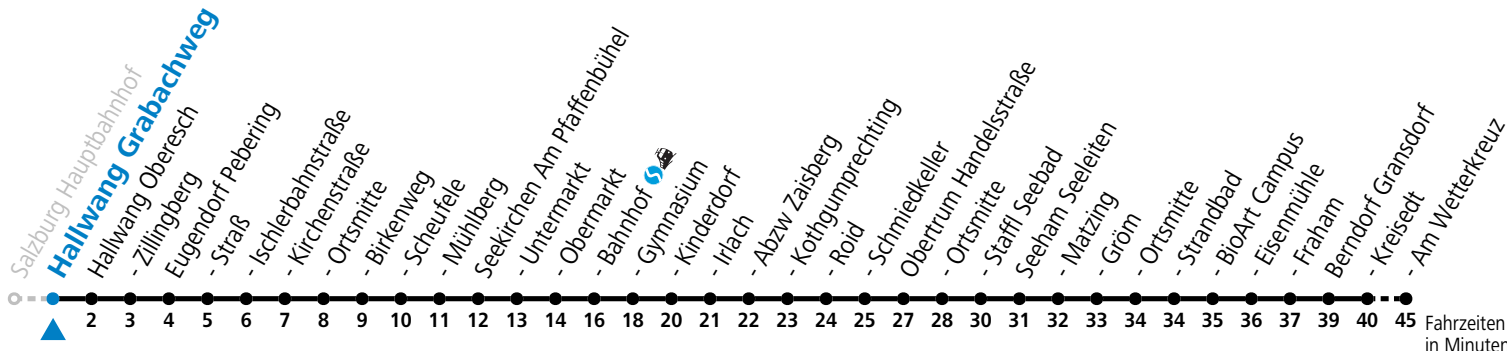 Salzburg Hauptbahnhof
Hallwang Grabachweg
Hallwang Oberesch
- Zillingberg
Eugendorf Pebering
- Straß
- Ischlerbahnstraße
- Kirchenstraße
- Ortsmitte
- Birkenweg
- Scheufele
- Mühlberg
Seekirchen Am Pfaffenbühel
- Untermarkt
- Obermarkt
- Bahnhof
- Gymnasium
- Kinderdorf
- Irlach
- Abzw Zaisberg
- Kothgumprechting
- Roid
- Schmiedkeller
Obertrum Handelsstraße
- Ortsmitte
- Staffl Seebad
Seeham Seeleiten
- Matzing
- Gröm
- Ortsmitte
- Strandbad
- BioArt Campus
- Eisenmühle
- Fraham
Berndorf Gransdorf
- Kreisedt
- Am Wetterkreuz
2 3 4 5 6 7 8 9 10 11 12 13 14 16 18 20 21 22 23 24 25 27 28 30 31 32 33 34 34 35 36 37 39 40 45 Fahrzeiten
in Minuten